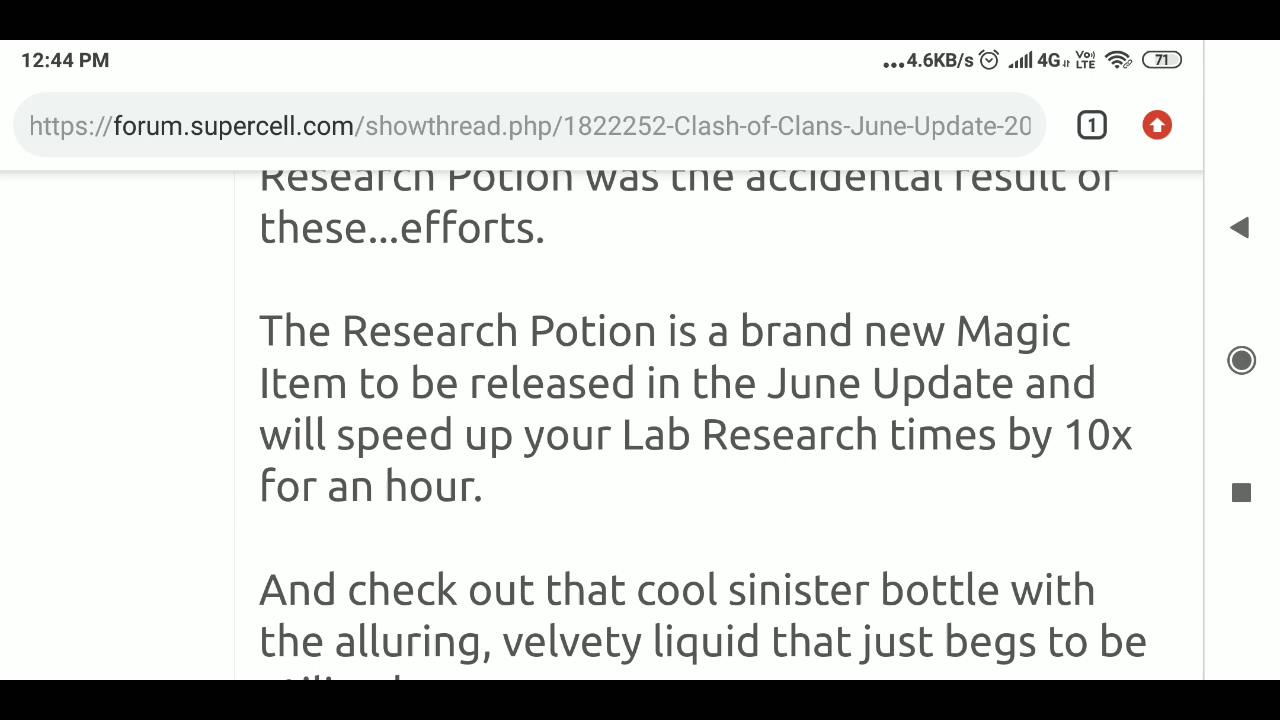 12:44 PM
...4.6KB/s 4G Vo) LTE 71
https://forum.supercell.com/showthread.php/1822252-Clash-of-Clans-June-Update-20
1
Research Potion was the accidental result of
these...efforts.
The Research Potion is a brand new Magic
Item to be released in the June Update and
will speed up your Lab Research times by 10x
for an hour.
And check out that cool sinister bottle with
the alluring, velvety liquid that just begs to be